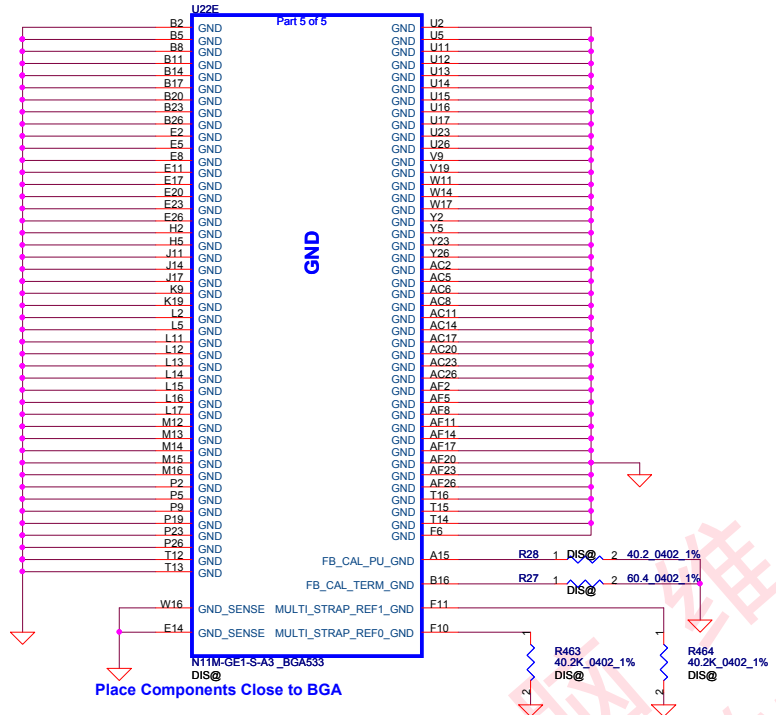 U22E
Part 5 of 5
B2 GND GND U2
B5 GND GND U5
B8 GND GND U11
B11 GND GND U12
B14 GND GND U13
B17 GND GND U14
B20 GND GND U15
B23 GND GND U16
B26 GND GND U17
E2 GND GND U23
E5 GND GND U26
E8 GND GND V9
E11 GND GND V19
E17 GND GND W11
E20 GND GND W14
E23 GND GND W17
E26 GND GND Y2
H2 GND GND Y5
H5 GND GND Y23
J11 GND GND Y26
J14 GND GND AC2
J17 GND GND AC5
K9 GND GND AC6
K19 GND GND AC8
L2 GND GND AC11
L5 GND GND AC14
L11 GND GND AC17
L12 GND GND AC20
L13 GND GND AC23
L14 GND GND AC26
L15 GND GND AF2
L16 GND GND AF5
L17 GND GND AF8
M12 GND GND AF11
M13 GND GND AF14
M14 GND GND AF17
M15 GND GND AF20
M16 GND GND AF23
P2 GND GND AF26
P5 GND GND T16
P9 GND GND T15
P19 GND GND T14
P23 GND GND F6
P26 GND
T12 GND
T13 GND
GND
FB_CAL_PU_GND A15 R28 1 DIS@ 2 40.2_0402_1%
FB_CAL_TERM_GND B16 R27 1 DIS@ 2 60.4_0402_1%
W16 GND_SENSE MULTI_STRAP_REF1_GND F11
E14 GND_SENSE MULTI_STRAP_REF0_GND F10
N11M-GE1-S-A3_BGA533
DIS@
1
R463
40.2K_0402_1%
DIS@
2
1
R464
40.2K_0402_1%
DIS@
2
Place Components Close to BGA
维